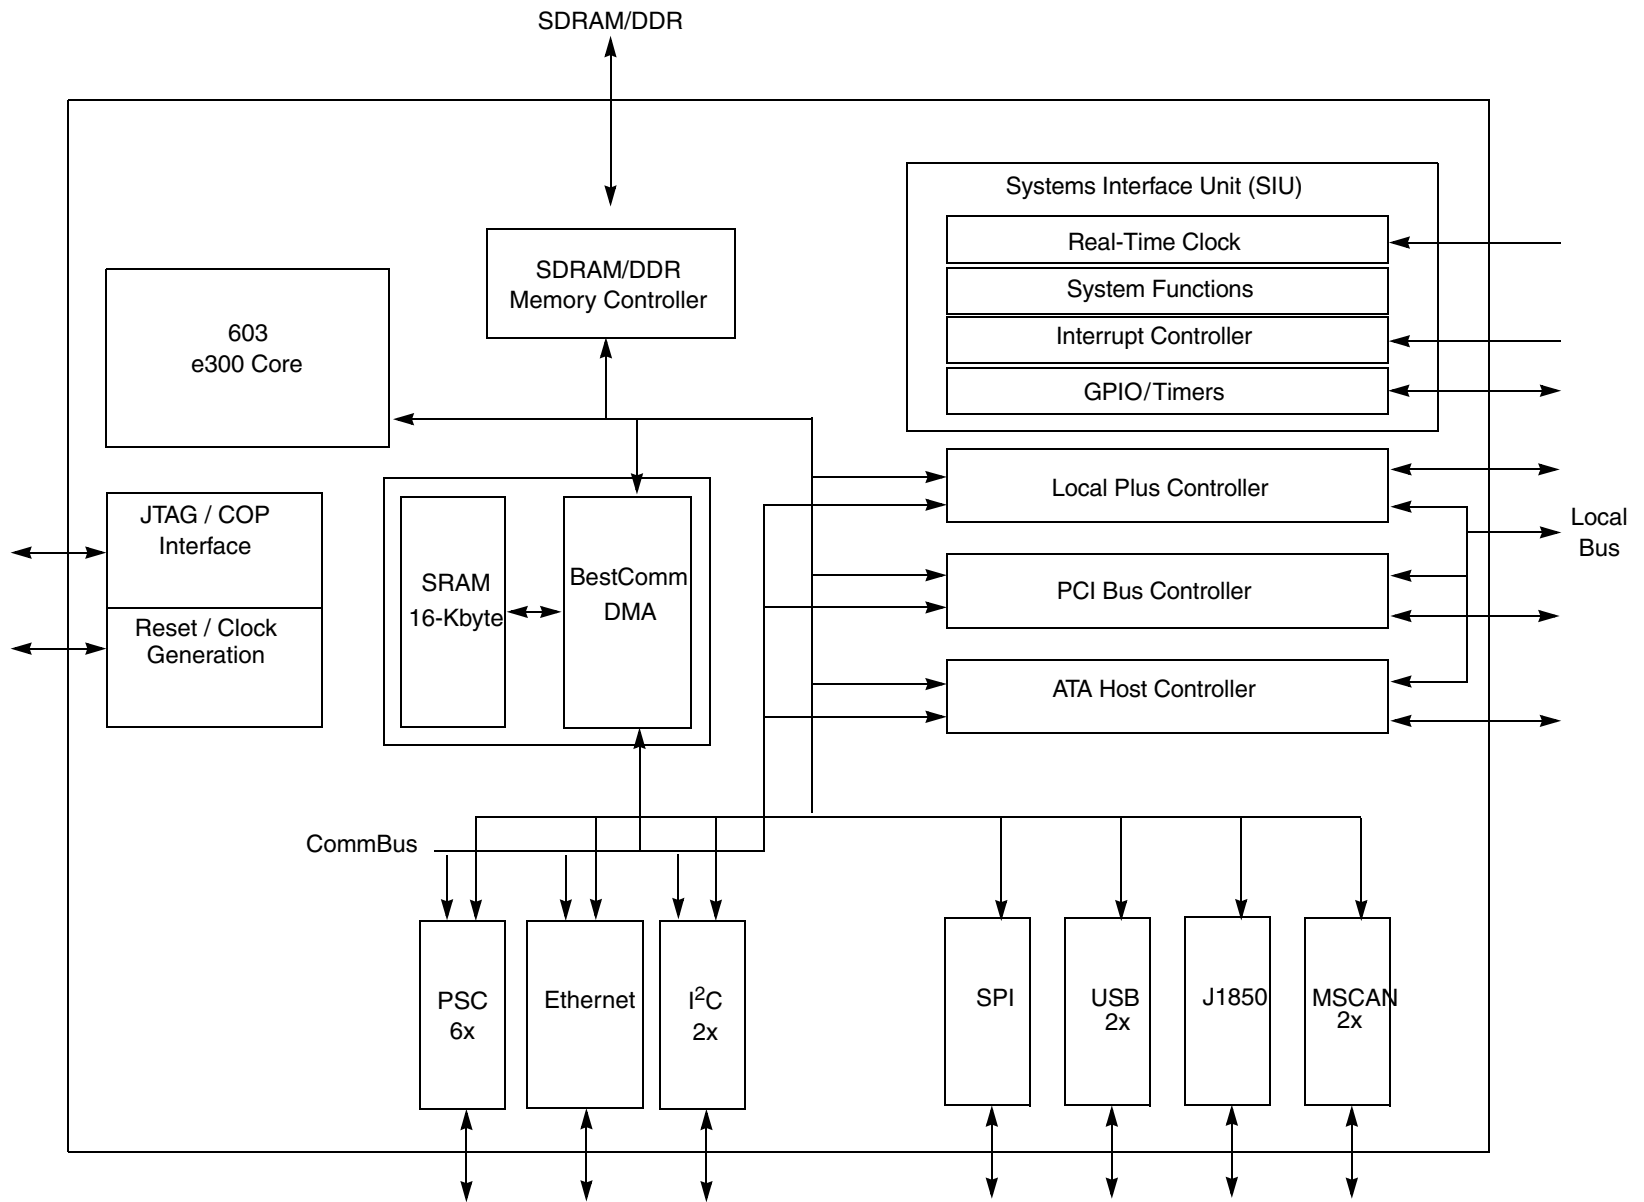 SDRAM/DDR
Systems Interface Unit (SIU)
Real-Time Clock
System Functions
Interrupt Controller
GPIO/Timers
SDRAM/DDR
Memory Controller
603
e300 Core
Local Plus Controller
PCI Bus Controller
ATA Host Controller
Local
Bus
JTAG / COP
Interface
Reset / Clock
Generation
SRAM
16-Kbyte
BestComm
DMA
CommBus
PSC
6x
Ethernet
I²C
2x
SPI
USB
2x
J1850
MSCAN
2x